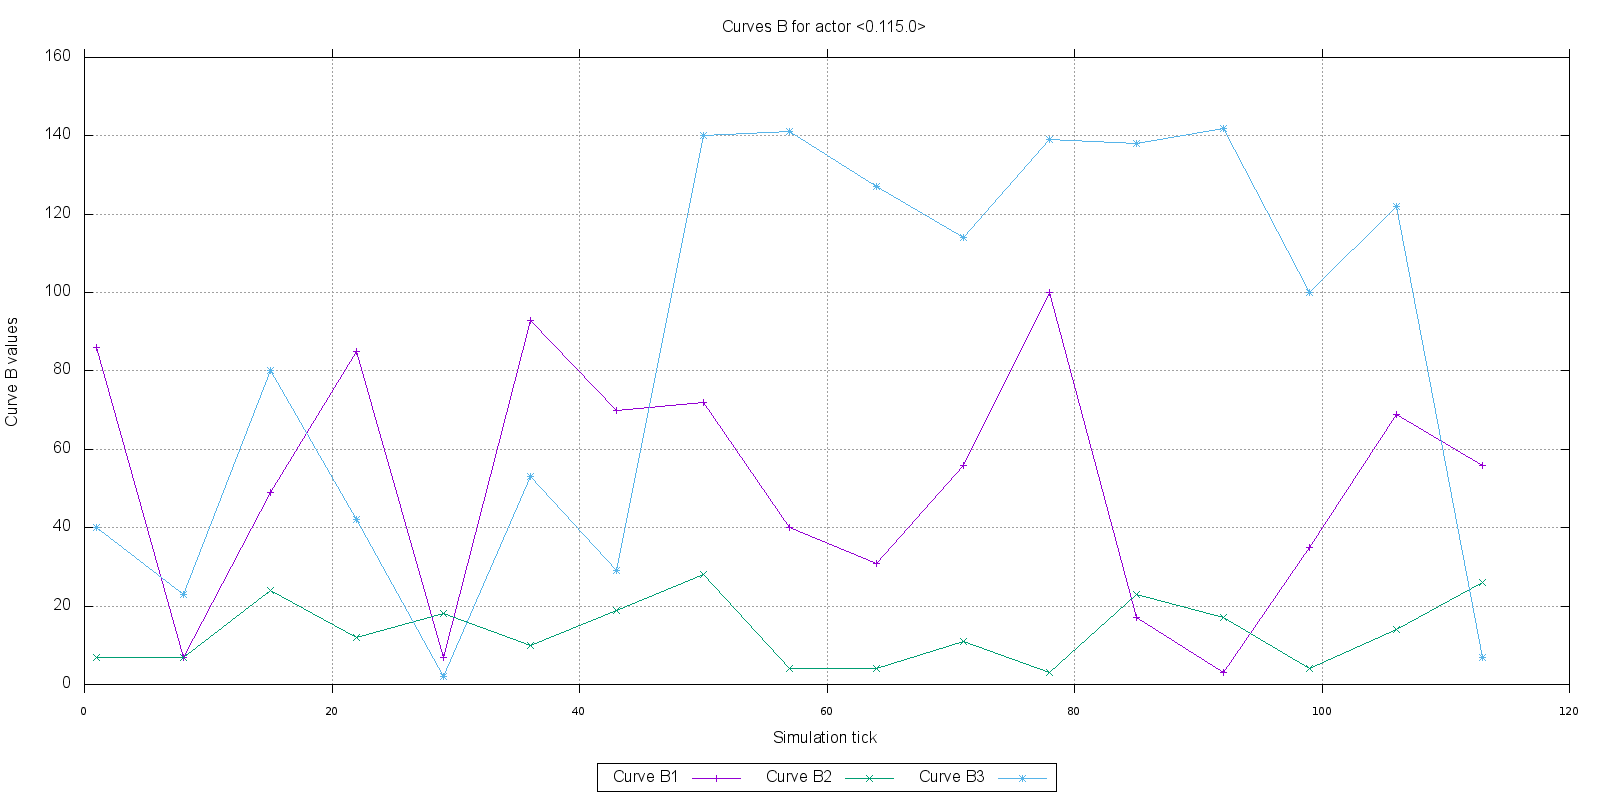 Curves B for actor <0.115.0>
160
140
120
100
80
60
40
20
0
Curve B values
0 20 40 60 80 100 120
Simulation tick
Curve B1 Curve B2 Curve B3